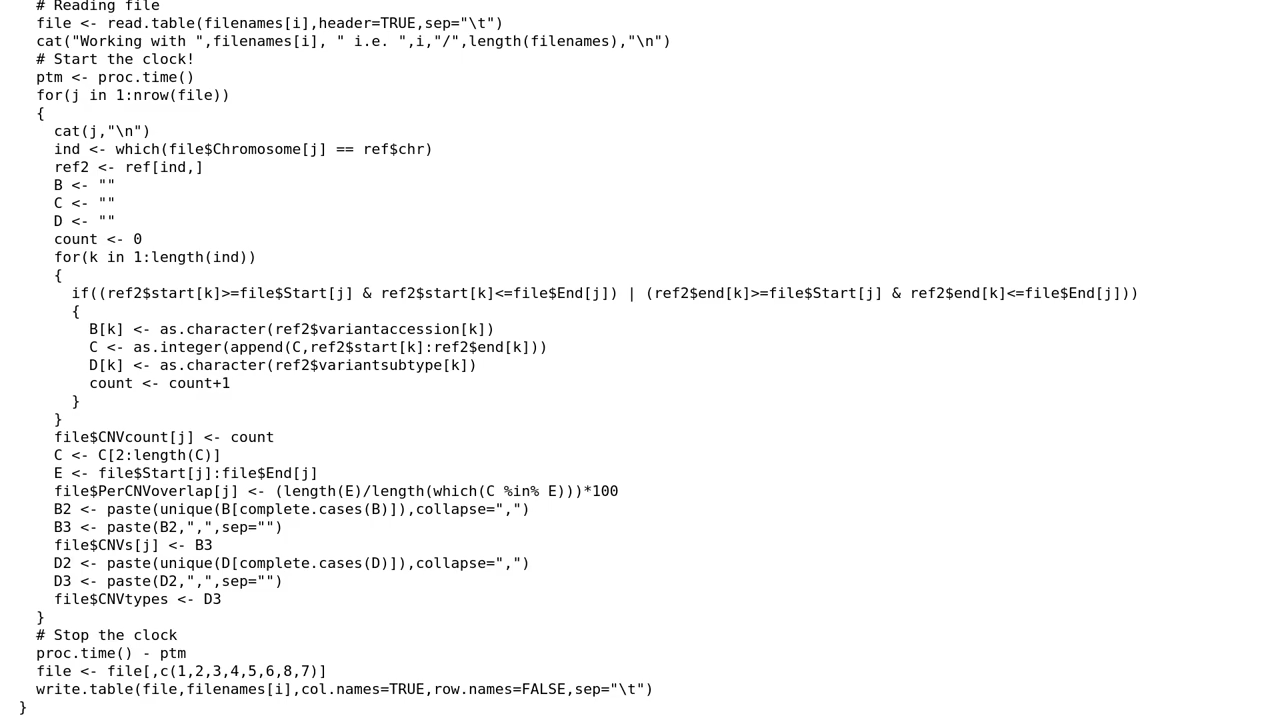 # Reading file
file <- read.table(filenames[i],header=TRUE,sep="\t")
cat("Working with ",filenames[i], " i.e. ",i,"/",length(filenames),"\n")
# Start the clock!
ptm <- proc.time()
for(j in 1:nrow(file))
{
cat(j,"\n")
ind <- which(file$Chromosome[j] == ref$chr)
ref2 <- ref[ind,]
B <- ""
C <- ""
D <- ""
count <- 0
for(k in 1:length(ind))
{
if((ref2$start[k]>=file$Start[j] & ref2$start[k]<=file$End[j]) | (ref2$end[k]>=file$Start[j] & ref2$end[k]<=file$End[j]))
{
B[k] <- as.character(ref2$variantaccession[k])
C <- as.integer(append(C,ref2$start[k]:ref2$end[k]))
D[k] <- as.character(ref2$variantsubtype[k])
count <- count+1
}
}
file$CNVcount[j] <- count
C <- C[2:length(C)]
E <- file$Start[j]:file$End[j]
file$PerCNVoverlap[j] <- (length(E)/length(which(C %in% E)))*100
B2 <- paste(unique(B[complete.cases(B)]),collapse=",")
B3 <- paste(B2,",",sep="")
file$CNVs[j] <- B3
D2 <- paste(unique(D[complete.cases(D)]),collapse=",")
D3 <- paste(D2,",",sep="")
file$CNVtypes <- D3
}
# Stop the clock
proc.time() - ptm
file <- file[,c(1,2,3,4,5,6,8,7)]
write.table(file,filenames[i],col.names=TRUE,row.names=FALSE,sep="\t")
}